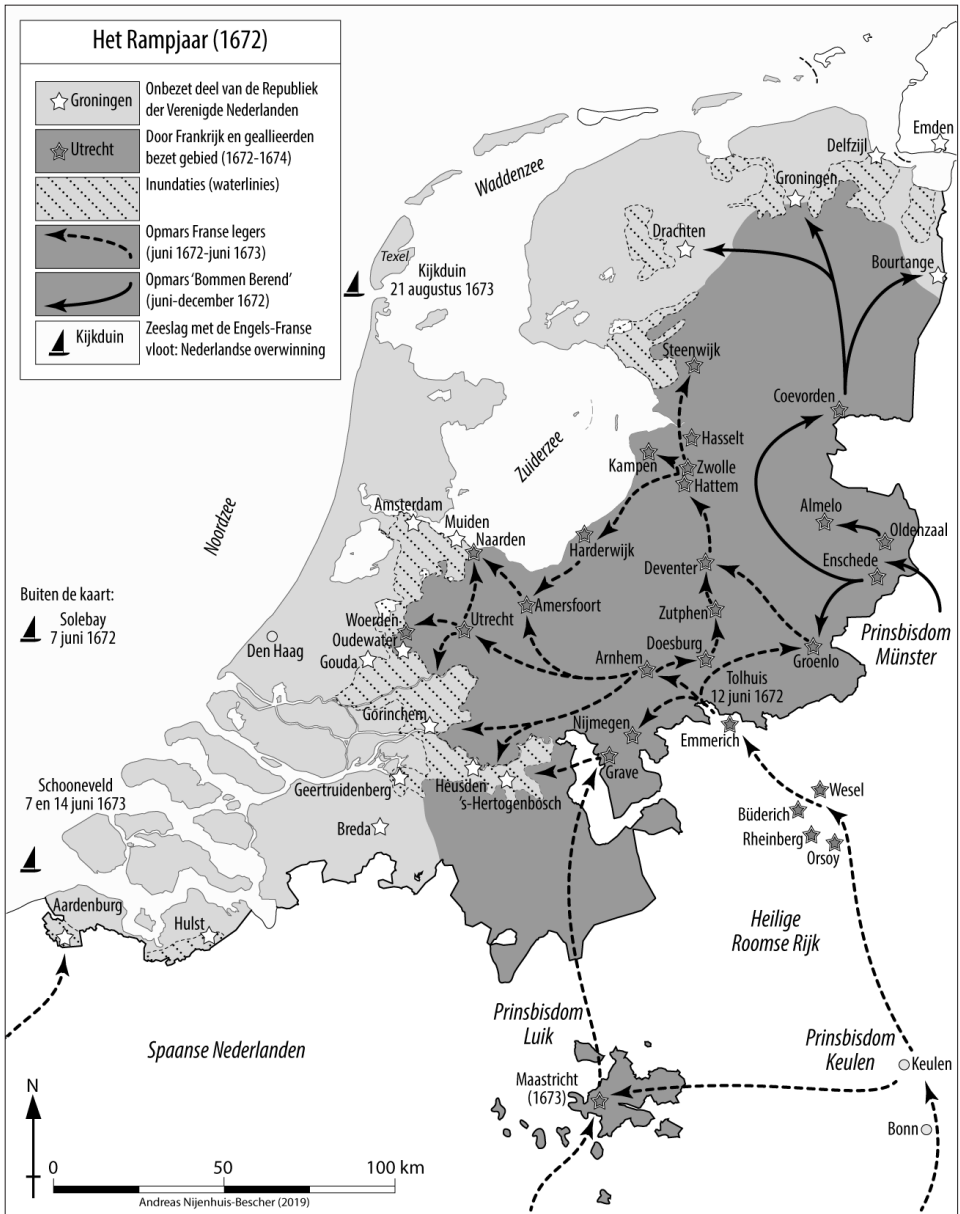 Het Rampjaar (1672)
Groningen
Onbezet deel van de Republiek
der Verenigde Nederlanden
Utrecht
Door Frankrijk en geallieerden
bezet gebied (1672-1674)
Inundaties (waterlinies)
Opmars Franse legers
(juni 1672-juni 1673)
Opmars 'Bommen Berend'
(juni-december 1672)
Kijkduin
Zeeslag met de Engels-Franse
vloot: Nederlandse overwinning
Emden
Delfzijl
Waddenzee
Groningen
Drachten
Texel
Kijkduin
21 augustus 1673
Bourtange
Steenwijk
Coevorden
Zuiderzee
Hasselt
Kampen
Zwolle
Hattem
Noordzee
Amsterdam
Muiden
Naarden
Almelo
Oldenzaal
Harderwijk
Deventer
Enschede
Buiten de kaart:
Solebay
7 juni 1672
Amersfoort
Woerden
Utrecht
Zutphen
Oudewater
Den Haag
Gouda
Doesburg
Arnhem
Groenlo
Prinsbisdom
Münster
Tolhuis
12 juni 1672
Gorinchem
Nijmegen
Emmerich
Grave
Schooneveld
7 en 14 juni 1673
Geertruidenberg
Heusden
's-Hertogenbosch
Wesel
Büderich
Breda
Rheinberg
Orsoy
Aardenburg
Hulst
Heilige
Roomse Rijk
Prinsbisdom
Luik
Spaanse Nederlanden
Prinsbisdom
Keulen
Keulen
Maastricht
(1673)
Bonn
N
0 50 100 km
Andreas Nijenhuis-Bescher (2019)